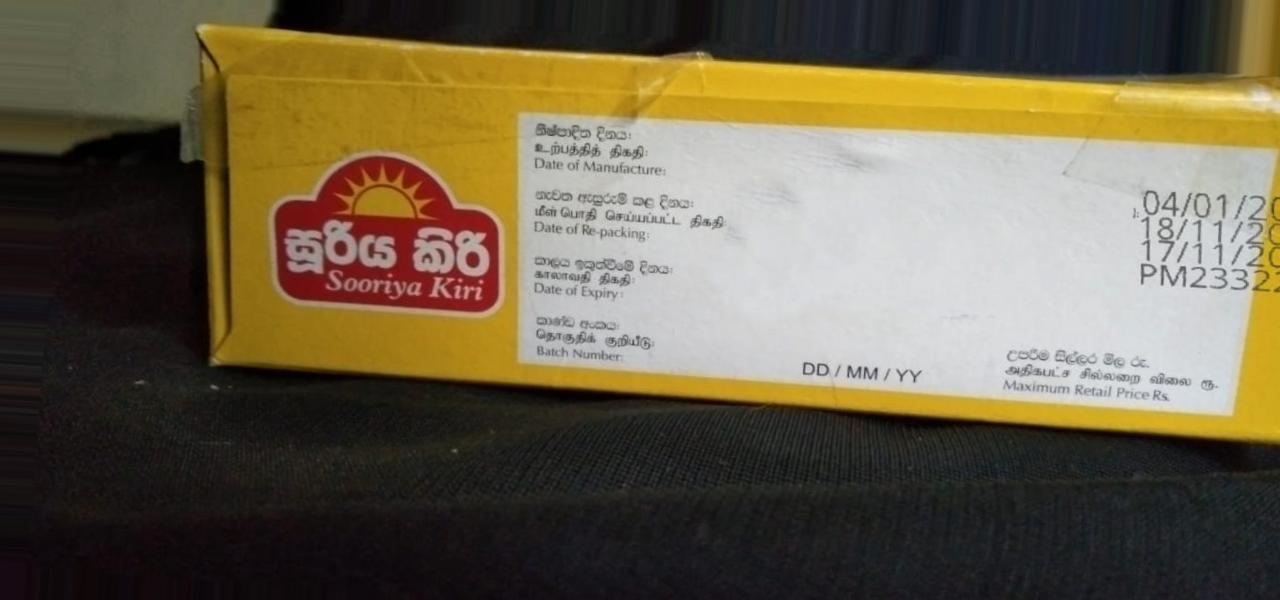 සූරිය කිරි
Sooriya Kiri
නිෂ්පාදිත දිනය:
உற்பத்தித் திகதி:
Date of Manufacture:
නැවත ඇසුරුම් කළ දිනය:
மீள் பொதி செய்யப்பட்ட திகதி:
Date of Re-packing:
කාලය ඉකුත්වීමේ දිනය:
காலாவதி திகதி:
Date of Expiry:
කාණ්ඩ අංකය:
தொகுதிக் குறியீடு:
Batch Number:
DD / MM / YY
04/01/20
18/11/20
17/11/20
PM23322
උපරිම සිල්ලර මිල රු.
அதிகபட்ச சில்லறை விலை ரூ.
Maximum Retail Price Rs.